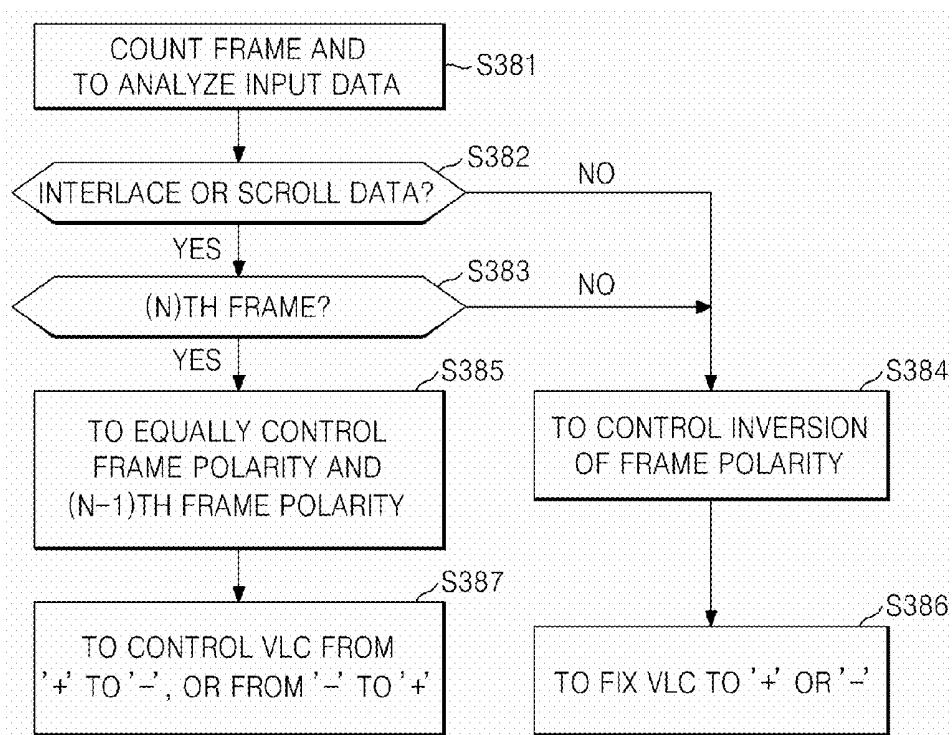 COUNT FRAME AND
TO ANALYZE INPUT DATA
S381
S382
INTERLACE OR SCROLL DATA?
NO
YES
S383
(N)TH FRAME?
NO
YES
S385
TO EQUALLY CONTROL
FRAME POLARITY AND
(N-1)TH FRAME POLARITY
S384
TO CONTROL INVERSION
OF FRAME POLARITY
S387
TO CONTROL VLC FROM
'+' TO '-', OR FROM '-' TO '+'
S386
TO FIX VLC TO '+' OR '-'